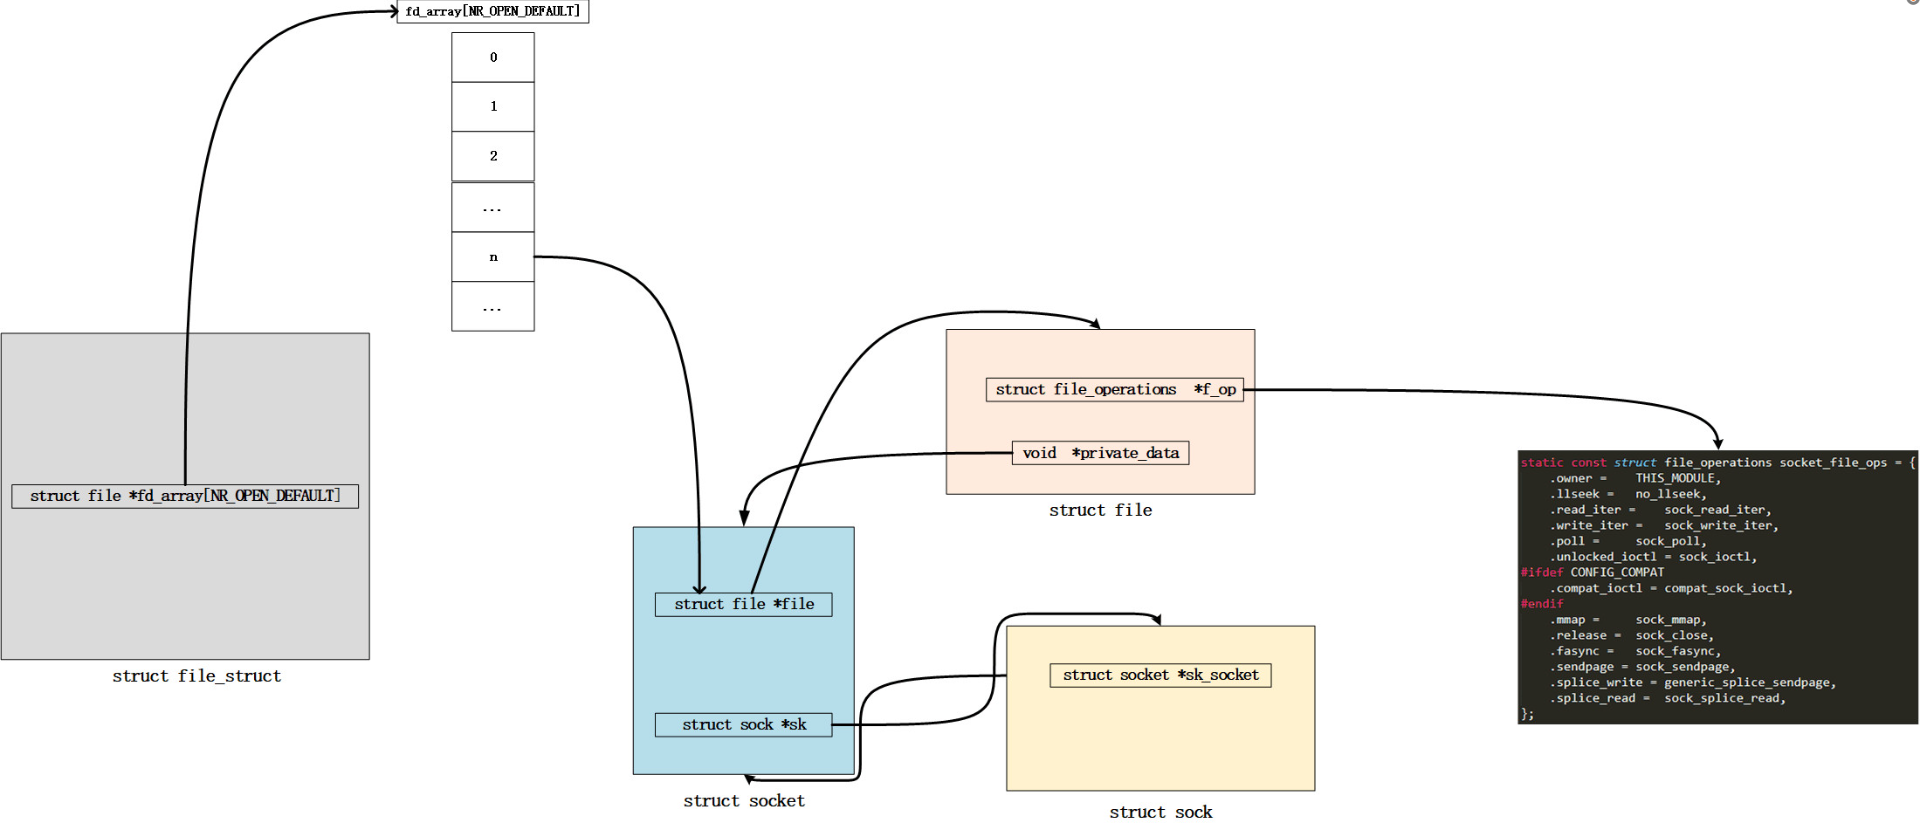 fd_array[NR_OPEN_DEFAULT]
0
1
2
...
n
...
struct file *fd_array[NR_OPEN_DEFAULT]
struct file_struct
struct file_operations  *f_op
void  *private_data
struct file
struct file *file
struct sock *sk
struct socket
struct socket *sk_socket
struct sock
static const struct file_operations socket_file_ops = {
    .owner =    THIS_MODULE,
    .llseek =   no_llseek,
    .read_iter =    sock_read_iter,
    .write_iter =   sock_write_iter,
    .poll =     sock_poll,
    .unlocked_ioctl = sock_ioctl,
#ifdef CONFIG_COMPAT
    .compat_ioctl = compat_sock_ioctl,
#endif
    .mmap =     sock_mmap,
    .release =  sock_close,
    .fasync =   sock_fasync,
    .sendpage = sock_sendpage,
    .splice_write = generic_splice_sendpage,
    .splice_read =  sock_splice_read,
};